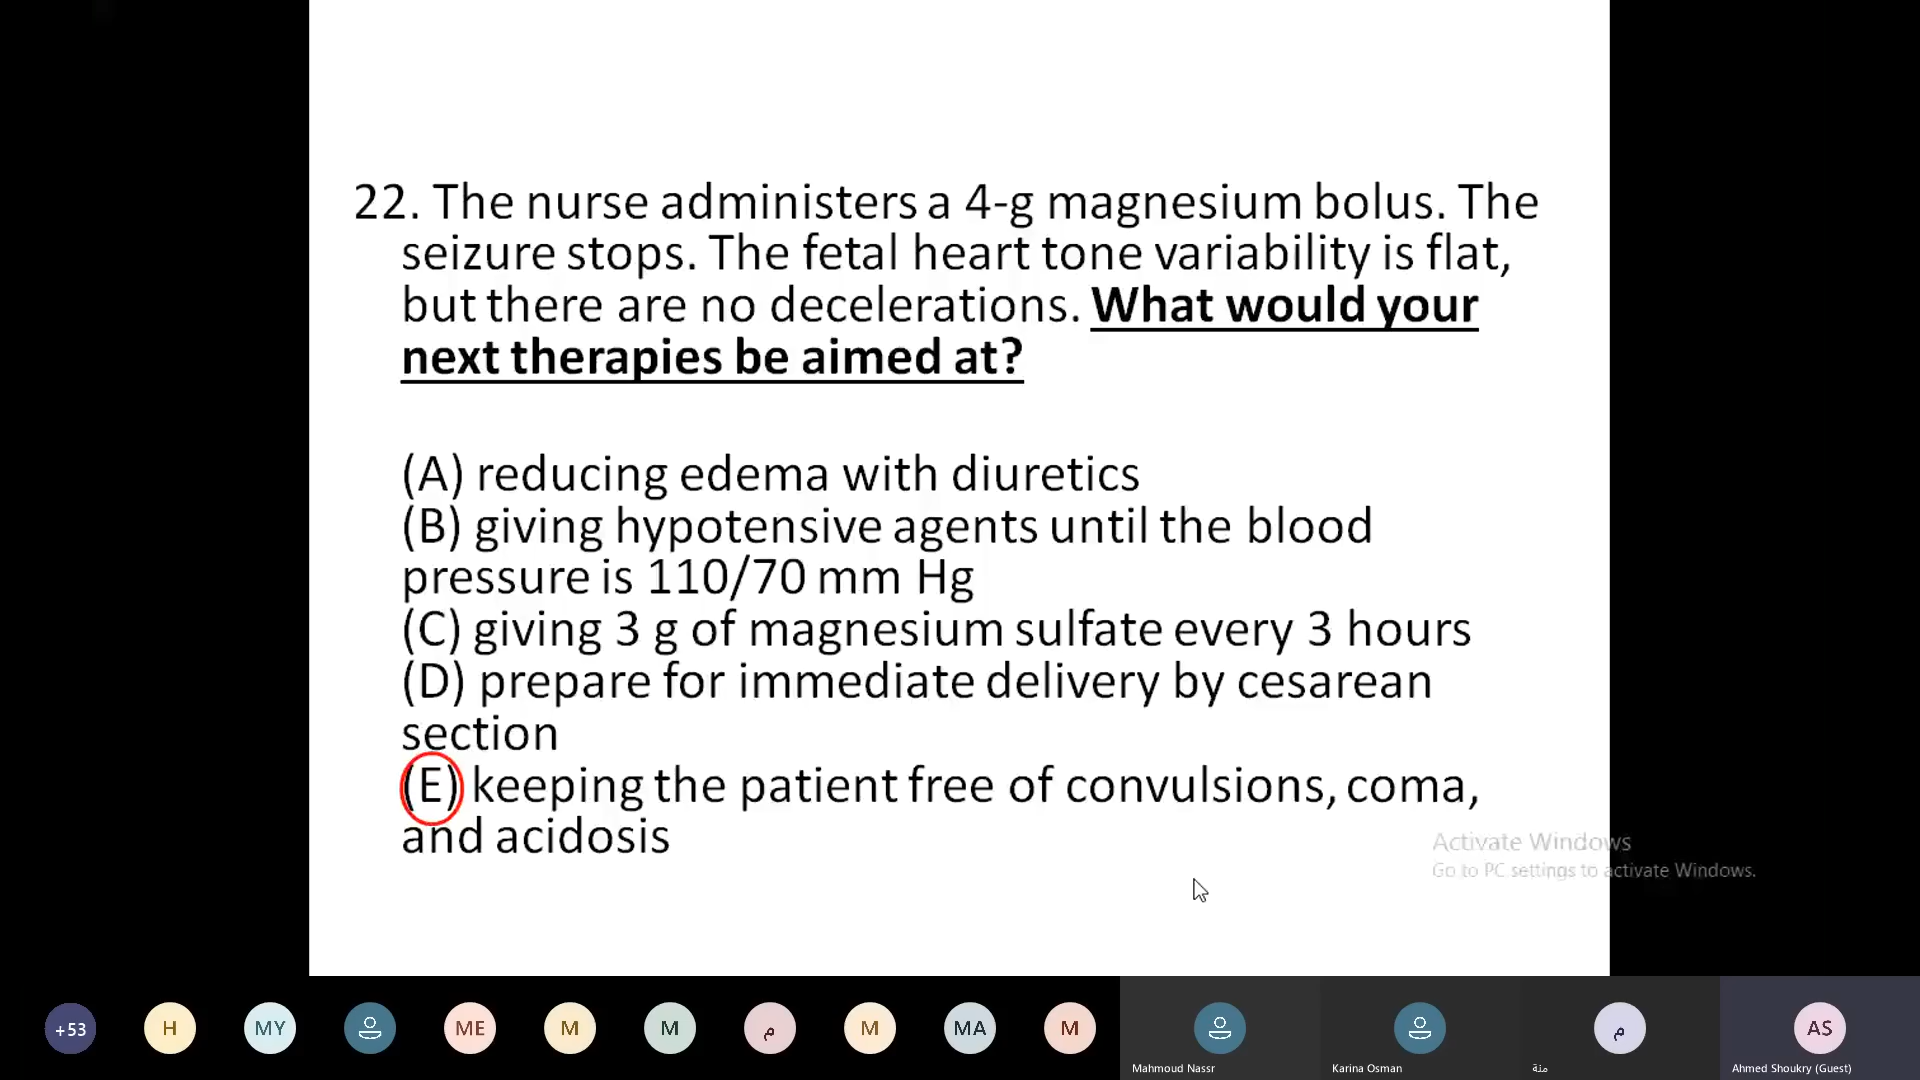 22. The nurse administers a 4-g magnesium bolus. The
seizure stops. The fetal heart tone variability is flat,
but there are no decelerations. What would your
next therapies be aimed at?
(A) reducing edema with diuretics
(B) giving hypotensive agents until the blood
pressure is 110/70 mm Hg
(C) giving 3 g of magnesium sulfate every 3 hours
(D) prepare for immediate delivery by cesarean
section
(E) keeping the patient free of convulsions, coma,
and acidosis
Activate Windows
Go to PC settings to activate Windows.
+53
H
MY
ME
M
M
م
M
MA
M
م
AS
Mahmoud Nassr
Karina Osman
منة
Ahmed Shoukry (Guest)